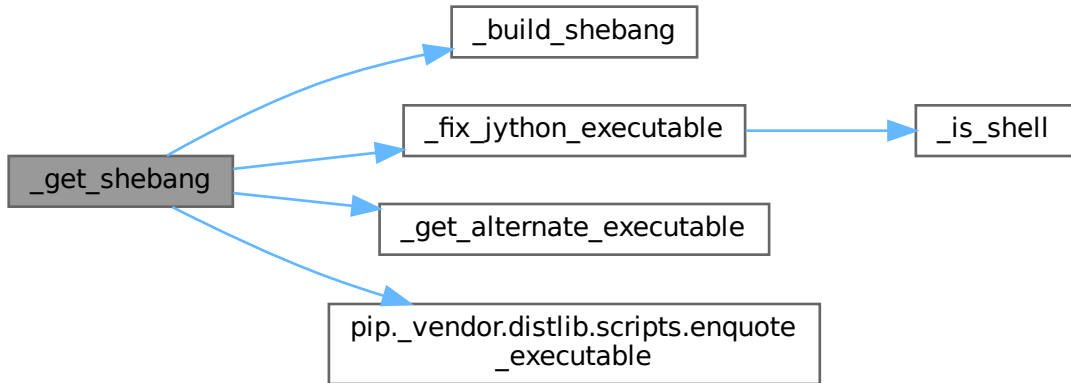 _build_shebang
_fix_jython_executable
_is_shell
_get_shebang
_get_alternate_executable
pip._vendor.distlib.scripts.enquote
_executable